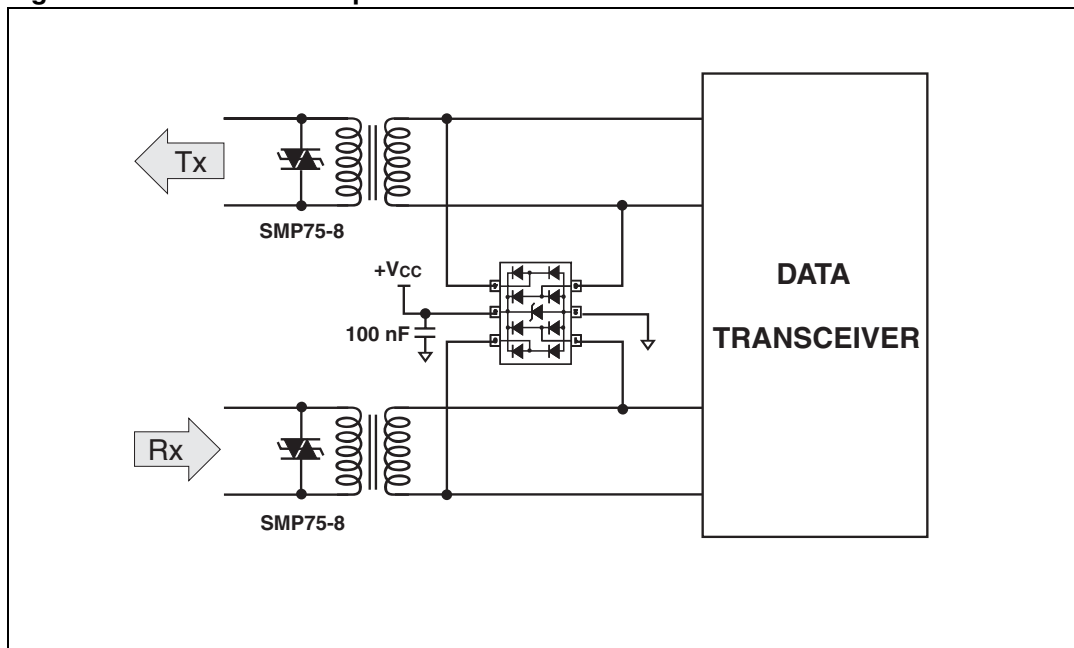 Tx
SMP75-8
+Vcc
100 nF
DATA
TRANSCEIVER
Rx
SMP75-8